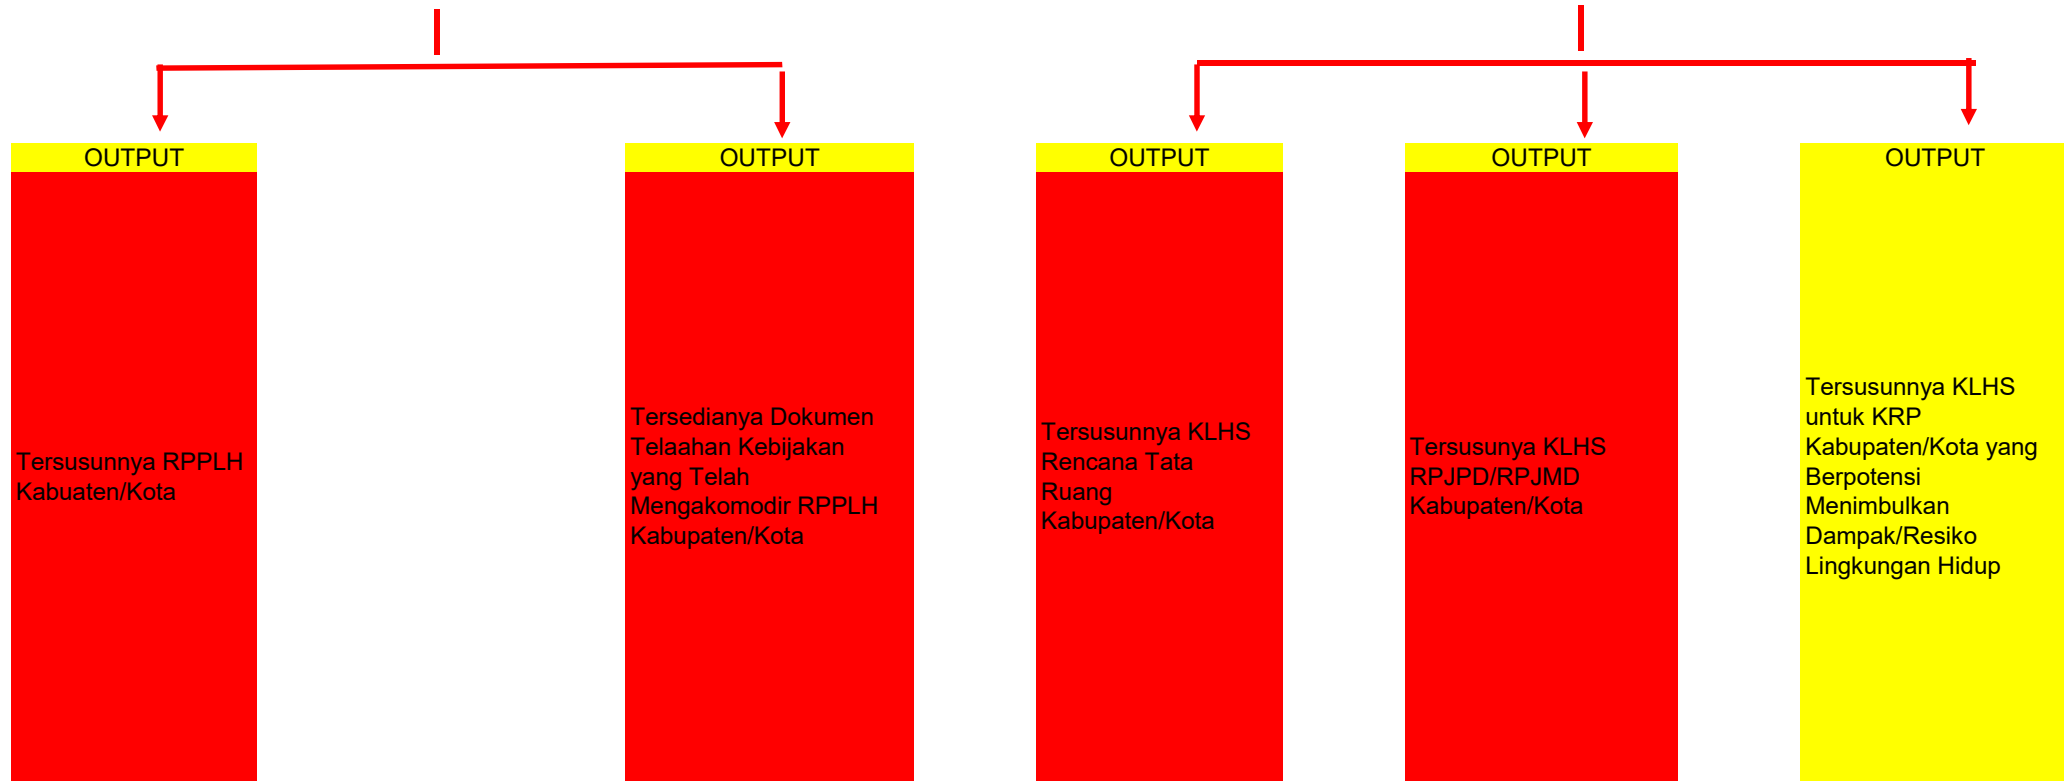 OUTPUT
Tersusunnya RPPLH
Kabuaten/Kota
OUTPUT
Tersedianya Dokumen
Telaahan Kebijakan
yang Telah
Mengakomodir RPPLH
Kabupaten/Kota
OUTPUT
Tersusunnya KLHS
Rencana Tata
Ruang
Kabupaten/Kota
OUTPUT
Tersusunya KLHS
RPJPD/RPJMD
Kabupaten/Kota
OUTPUT
Tersusunnya KLHS
untuk KRP
Kabupaten/Kota yang
Berpotensi
Menimbulkan
Dampak/Resiko
Lingkungan Hidup